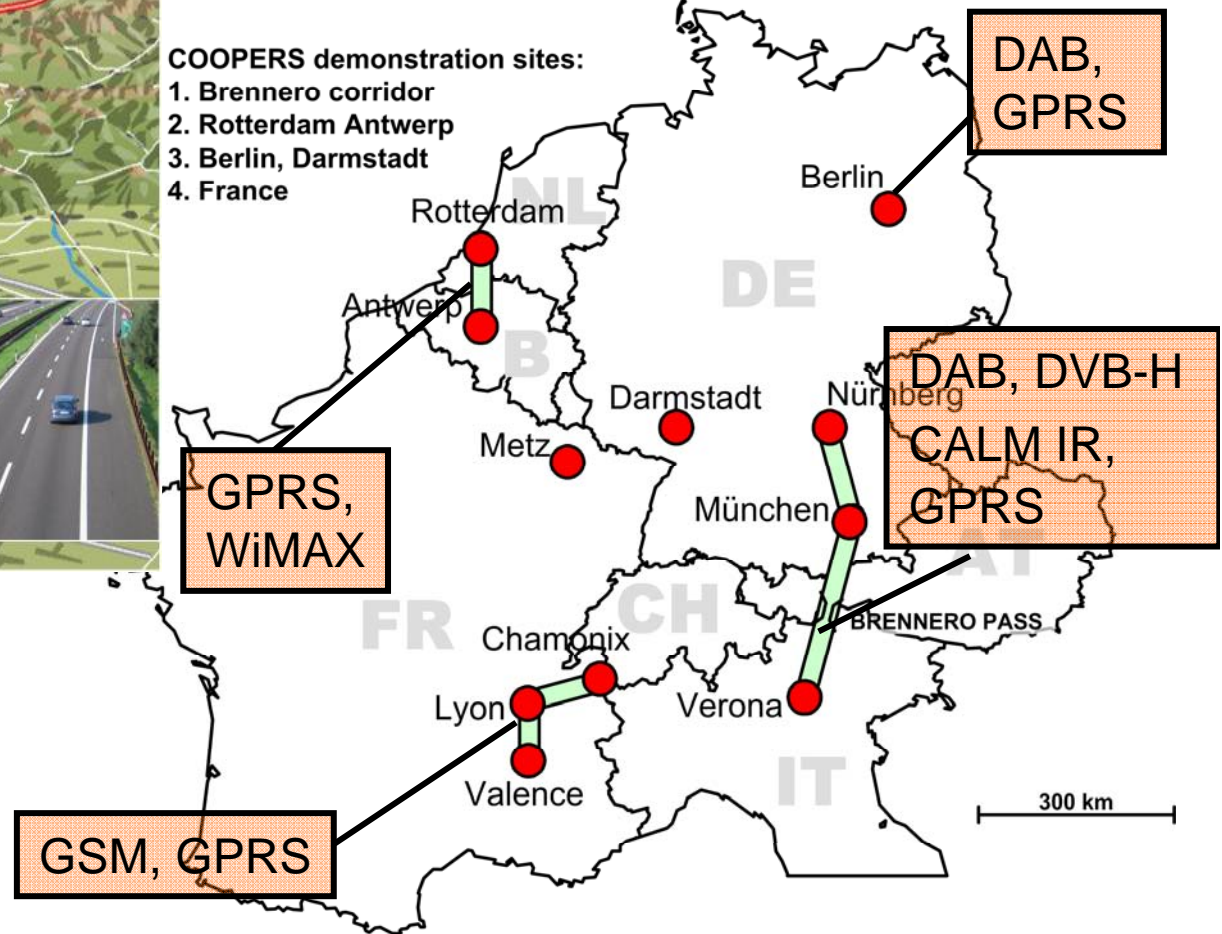 COOPERS demonstration sites:
1. Brennero corridor
2. Rotterdam Antwerp
3. Berlin, Darmstadt
4. France
DAB,
GPRS
Berlin
NL
Rotterdam
DE
Antwerp
B
DAB, DVB-H
CALM IR,
GPRS
Darmstadt
Nürnberg
Metz
GPRS,
WiMAX
München
AT
CH
FR
BRENNERO PASS
Chamonix
Lyon
Verona
Valence
IT
300 km
GSM, GPRS